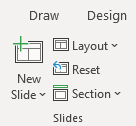 Draw Design
New
Slide
Layout
Reset
Section
Slides